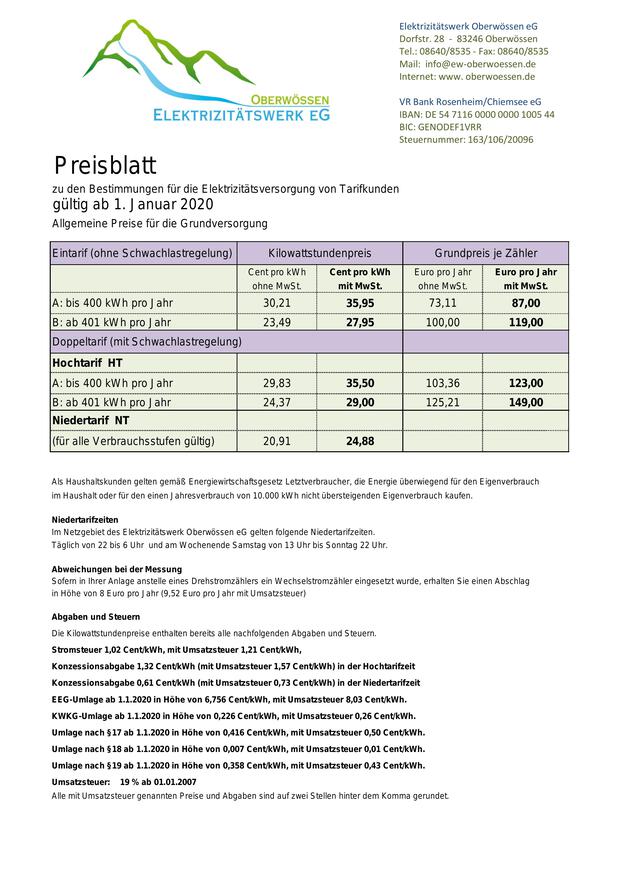 OBERWÖSSEN
ELEKTRIZITÄTSWERK EG
Elektrizitätswerk Oberwössen eG
Dorfstr. 28 - 83246 Oberwössen
Tel.: 08640/8535 - Fax: 08640/8535
Mail: info@ew-oberwoessen.de
Internet: www. oberwoessen.de
VR Bank Rosenheim/Chiemsee eG
IBAN: DE 54 7116 0000 0000 1005 44
BIC: GENODEF1VRR
Steuernummer: 163/106/20096
Preisblatt
zu den Bestimmungen für die Elektrizitätsversorgung von Tarifkunden
gültig ab 1. Januar 2020
Allgemeine Preise für die Grundversorgung
Eintarif (ohne Schwachlastregelung) Kilowattstundenpreis Grundpreis je Zähler
Cent pro kWh Cent pro kWh Euro pro Jahr Euro pro Jahr
ohne MwSt. mit MwSt. ohne MwSt. mit MwSt.
A: bis 400 kWh pro Jahr 30,21 35,95 73,11 87,00
B: ab 401 kWh pro Jahr 23,49 27,95 100,00 119,00
Doppeltarif (mit Schwachlastregelung)
Hochtarif HT
A: bis 400 kWh pro Jahr 29,83 35,50 103,36 123,00
B: ab 401 kWh pro Jahr 24,37 29,00 125,21 149,00
Niedertarif NT
(für alle Verbrauchsstufen gültig) 20,91 24,88
Als Haushaltskunden gelten gemäß Energiewirtschaftsgesetz Letztverbraucher, die Energie überwiegend für den Eigenverbrauch
im Haushalt oder für den einen Jahresverbrauch von 10.000 kWh nicht übersteigenden Eigenverbrauch kaufen.
Niedertarifzeiten
Im Netzgebiet des Elektrizitätswerk Oberwössen eG gelten folgende Niedertarifzeiten.
Täglich von 22 bis 6 Uhr und am Wochenende Samstag von 13 Uhr bis Sonntag 22 Uhr.
Abweichungen bei der Messung
Sofern in Ihrer Anlage anstelle eines Drehstromzählers ein Wechselstromzähler eingesetzt wurde, erhalten Sie einen Abschlag
in Höhe von 8 Euro pro Jahr (9,52 Euro pro Jahr mit Umsatzsteuer)
Abgaben und Steuern
Die Kilowattstundenpreise enthalten bereits alle nachfolgenden Abgaben und Steuern.
Stromsteuer 1,02 Cent/kWh, mit Umsatzsteuer 1,21 Cent/kWh,
Konzessionsabgabe 1,32 Cent/kWh (mit Umsatzsteuer 1,57 Cent/kWh) in der Hochtarifzeit
Konzessionsabgabe 0,61 Cent/kWh (mit Umsatzsteuer 0,73 Cent/kWh) in der Niedertarifzeit
EEG-Umlage ab 1.1.2020 in Höhe von 6,756 Cent/kWh, mit Umsatzsteuer 8,03 Cent/kWh.
KWKG-Umlage ab 1.1.2020 in Höhe von 0,226 Cent/kWh, mit Umsatzsteuer 0,26 Cent/kWh.
Umlage nach §17 ab 1.1.2020 in Höhe von 0,416 Cent/kWh, mit Umsatzsteuer 0,50 Cent/kWh.
Umlage nach §18 ab 1.1.2020 in Höhe von 0,007 Cent/kWh, mit Umsatzsteuer 0,01 Cent/kWh.
Umlage nach §19 ab 1.1.2020 in Höhe von 0,358 Cent/kWh, mit Umsatzsteuer 0,43 Cent/kWh.
Umsatzsteuer: 19 % ab 01.01.2007
Alle mit Umsatzsteuer genannten Preise und Abgaben sind auf zwei Stellen hinter dem Komma gerundet.